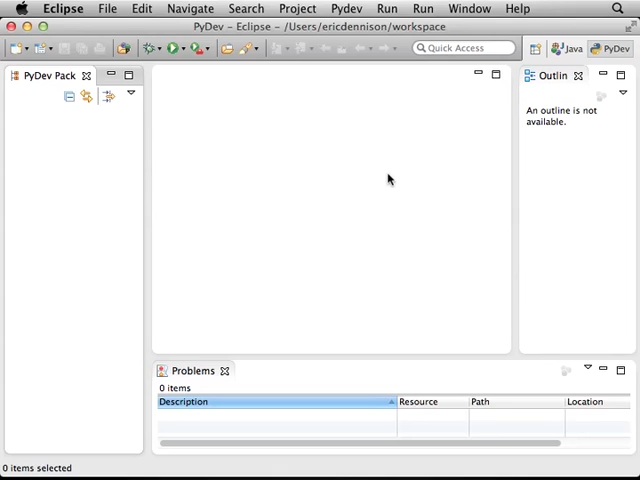 Eclipse File Edit Navigate Search Project Pydev Run Run Window Help
PyDev – Eclipse – /Users/ericdennison/workspace
Quick Access
Java
PyDev
PyDev Pack
Outlin
An outline is not
available.
Problems
0 items
Description Resource Path Location
0 items selected